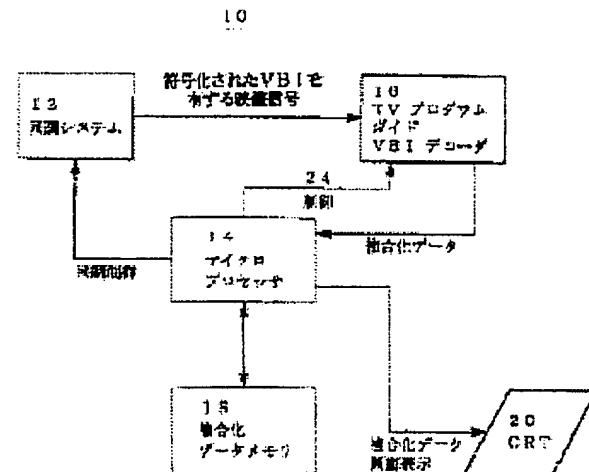 10
符号化されたVBIを
有する映像信号
12
同調システム
16
TV プログラム
ガイド
VBI デコーダ
24
制御
14
マイクロ
プロセッサ
同調制御
複合化データ
18
複合化
データメモリ
複合化データ
画面表示
20
CRT